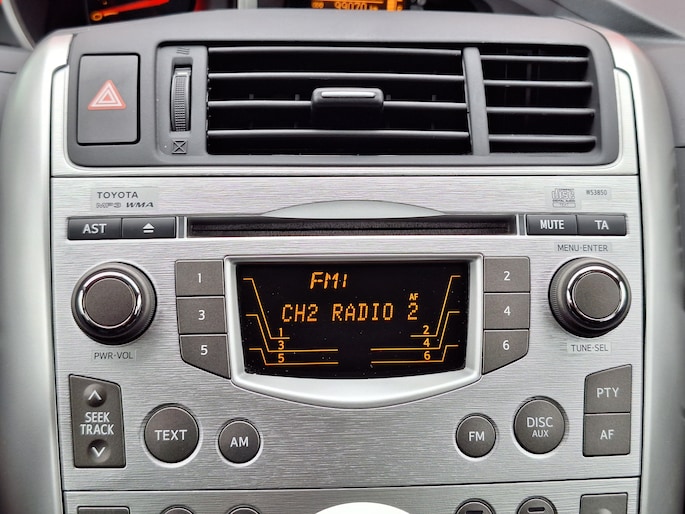 99070
TOYOTA
MP3 WMA
W53850
AST
MUTE TA
MENU-ENTER
FM1
AF
CH2 RADIO 2
1 2
3 4
5 6
1 2
3 4
5 6
PWR-VOL
TUNE-SEL
SEEK
TRACK
TEXT
AM
FM
DISC
AUX
PTY
AF